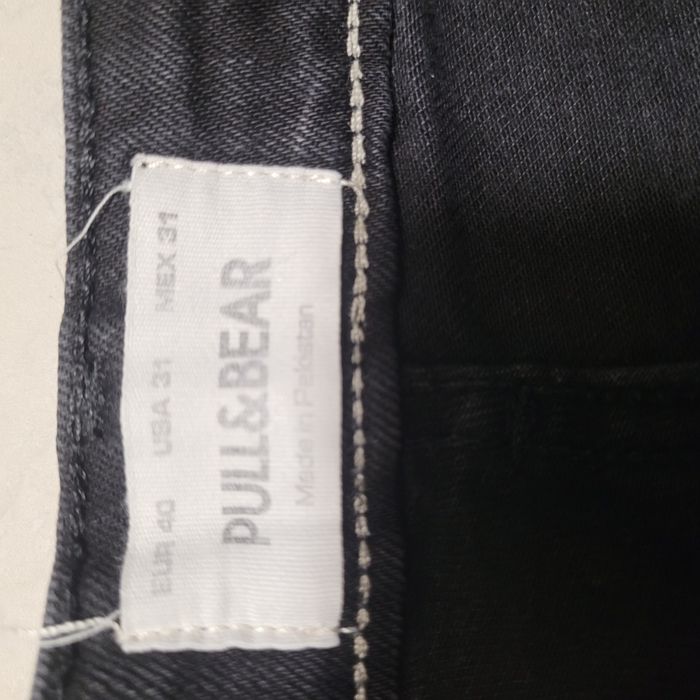 EUR 40 USA 31 MEX 31
PULL&BEAR
Made in Pakistan